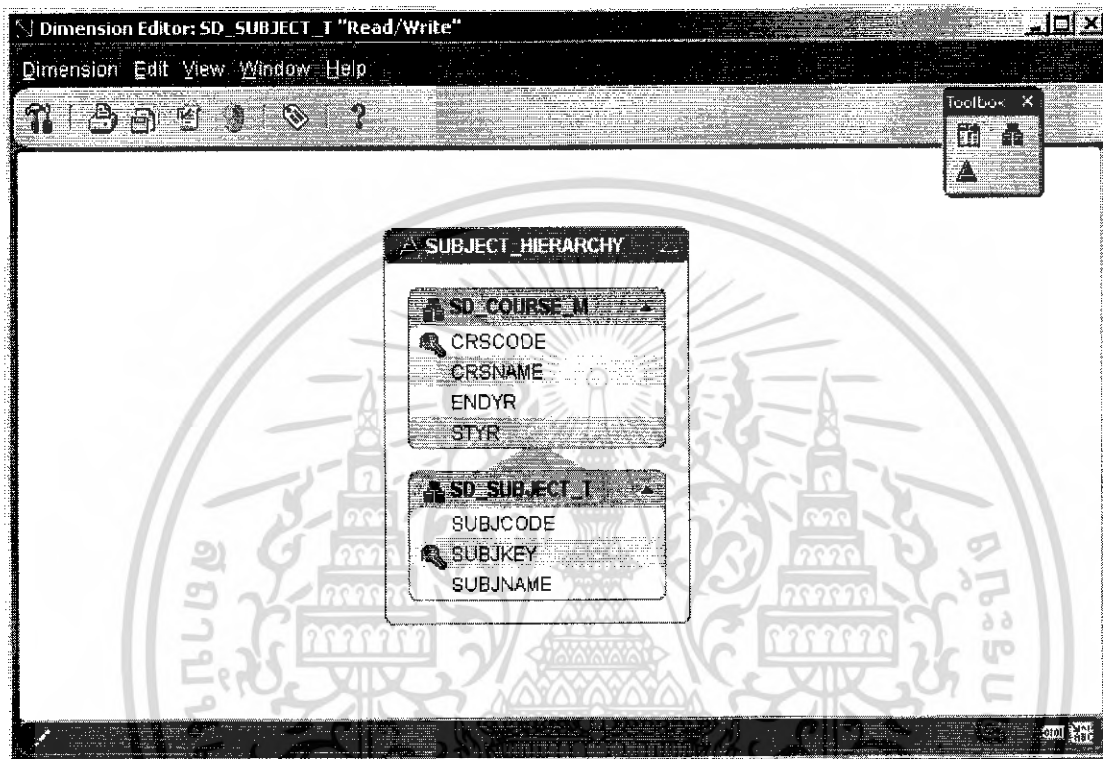 Dimension Editor: SD_SUBJECT_T "Read/Write"
Dimension Edit View Window Help
Toolbox
SUBJECT_HIERARCHY
SD_COURSE_M
CRSCODE
CRSNAME
ENDYR
STYR
SD_SUBJECT_T
SUBJCODE
SUBJKEY
SUBJNAME